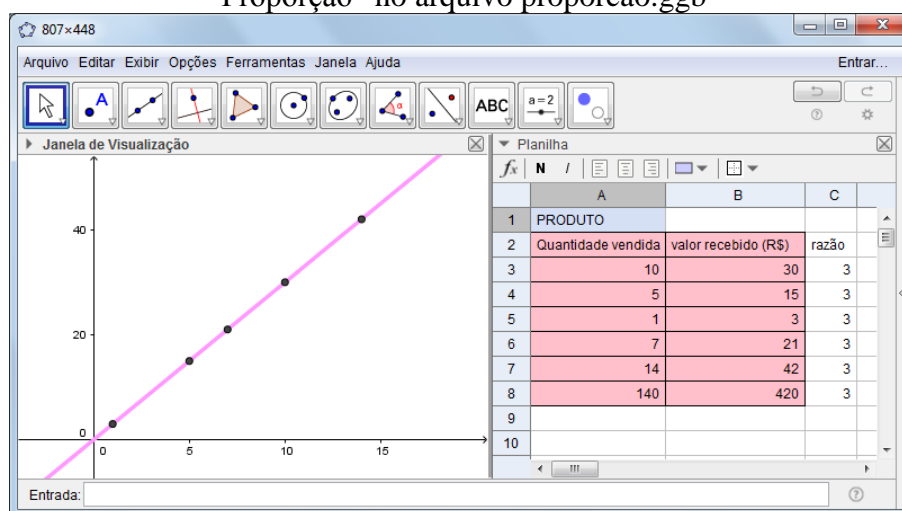 "Proporção" no arquivo proporcao.ggb
807×448
Arquivo Editar Exibir Opções Ferramentas Janela Ajuda Entrar...
A α ABC a=2
Janela de Visualização
Planilha
fx N I
A B C
1 PRODUTO
2 Quantidade vendida valor recebido (R$) razão
3 10 30 3
4 5 15 3
5 1 3 3
6 7 21 3
7 14 42 3
8 140 420 3
9
10
40
20
0
0 5 10 15
Entrada: